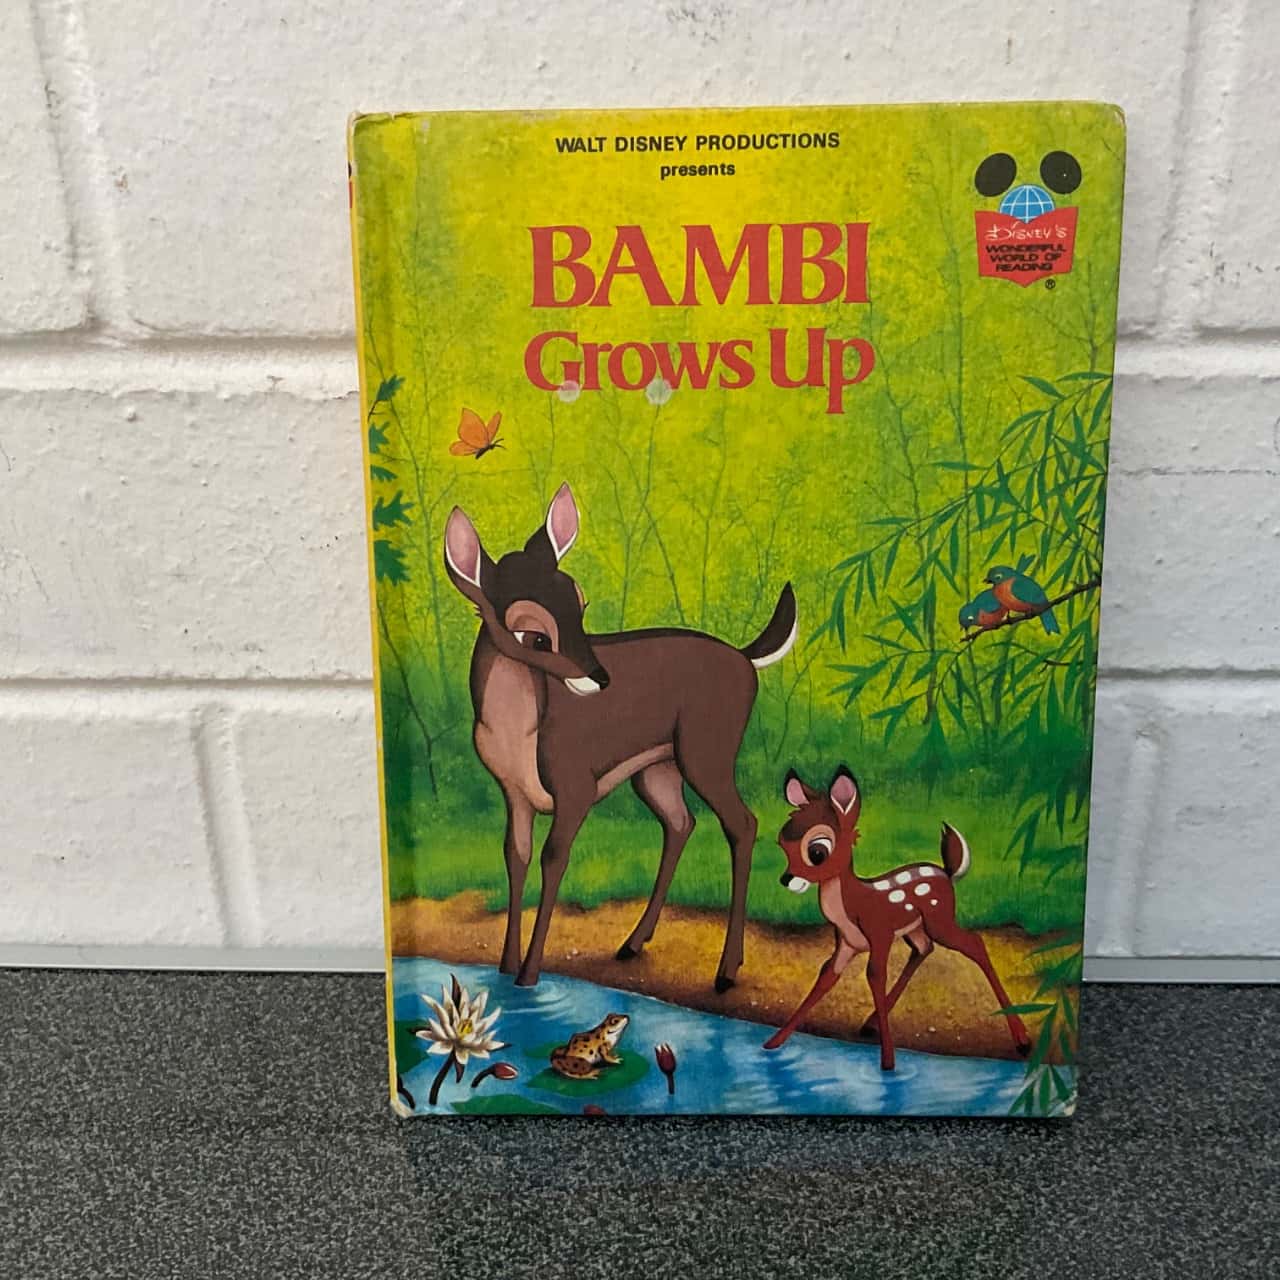 WALT DISNEY PRODUCTIONS
presents
BAMBI
Grows Up
DISNEY'S
WONDERFUL
WORLD OF
READING
®